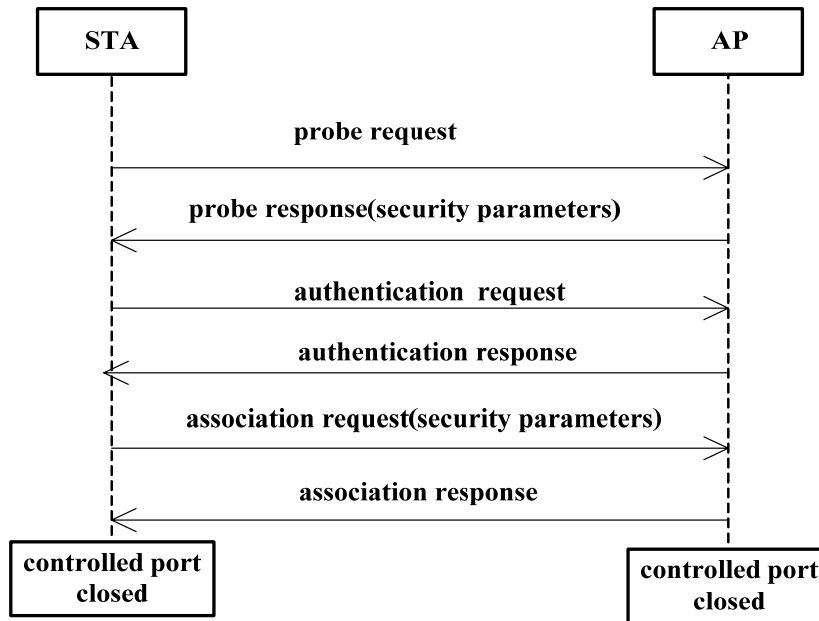 STA
AP
probe request
probe response(security parameters)
authentication request
authentication response
association request(security parameters)
association response
controlled port
closed
controlled port
closed